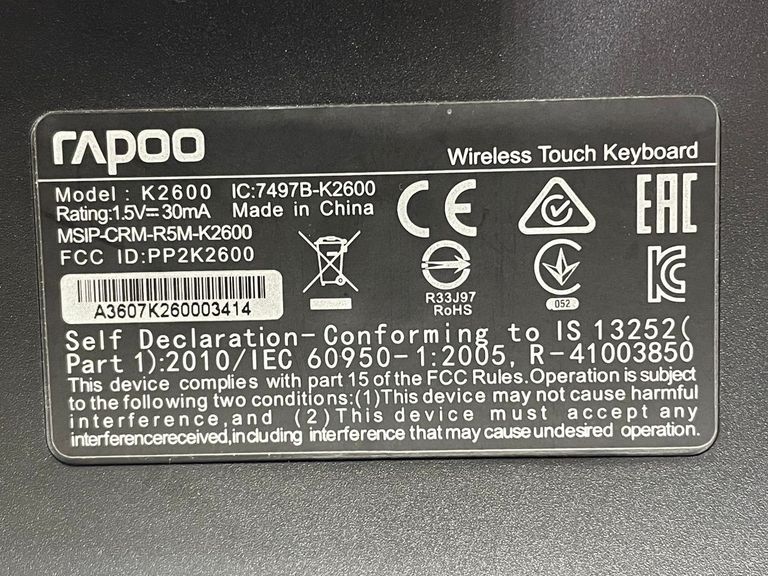 rapoo
Wireless Touch Keyboard
Model : K2600 IC:7497B-K2600
Rating:1.5V⎓30mA Made in China
MSIP-CRM-R5M-K2600
FCC ID:PP2K2600
CE
EAC
A3607K260003414
R33J97
RoHS
052
Self Declaration-Conforming to IS 13252(
Part 1):2010/IEC 60950-1:2005, R-41003850
This device complies with part 15 of the FCC Rules.Operation is subject
to the following two conditions:(1)This device may not cause harmful
interference,and (2)This device must accept any
interferencereceived,including interference that may cause undesired operation.